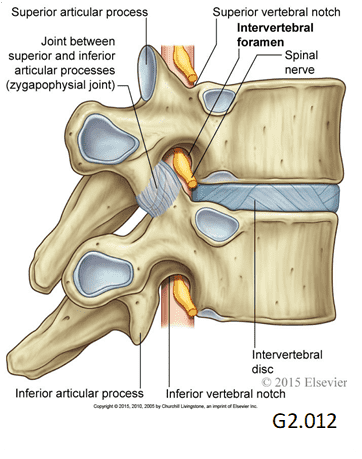 Superior articular process
Superior vertebral notch
Joint between
superior and inferior
articular processes
(zygapophysial joint)
Intervertebral
foramen
Spinal
nerve
Intervertebral
disc
© 2015 Elsevier
Inferior articular process
Inferior vertebral notch
Copyright © 2015, 2010, 2005 by Churchill Livingstone, an imprint of Elsevier Inc.
G2.012